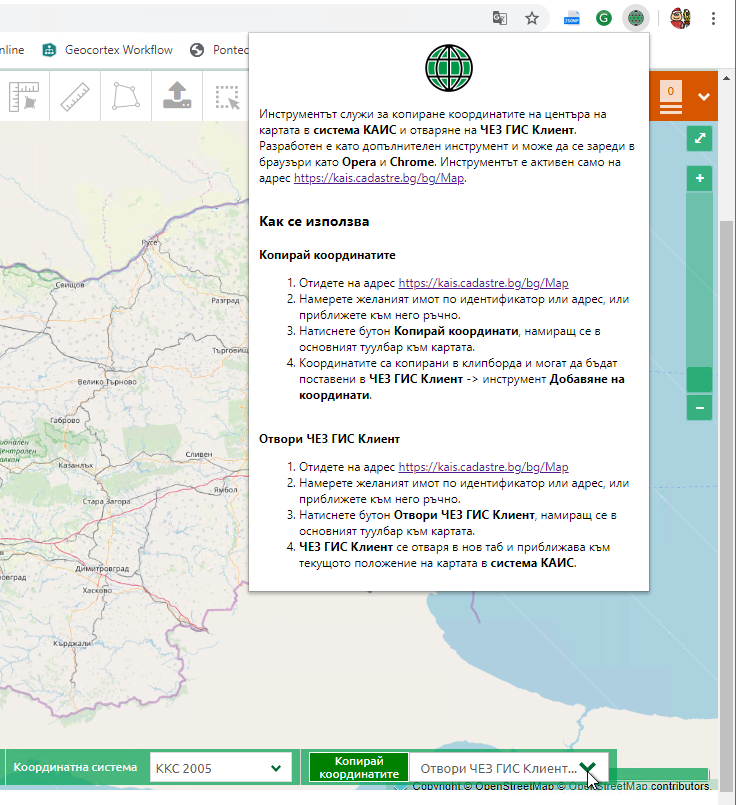 JSONP
G
nline
Geocortex Workflow
Pontec
0
Инструментът служи за копиране координатите на центъра на
картата в система КАИС и отваряне на ЧЕЗ ГИС Клиент.
Разработен е като допълнителен инструмент и може да се зареди в
браузъри като Opera и Chrome. Инструментът е активен само на
адрес https://kais.cadastre.bg/bg/Map.
Как се използва
Копирай координатите
1. Отидете на адрес https://kais.cadastre.bg/bg/Map
2. Намерете желаният имот по идентификатор или адрес, или
приближете към него ръчно.
3. Натиснете бутон Копирай координати, намиращ се в
основният туулбар към картата.
4. Координатите са копирани в клипборда и могат да бъдат
поставени в ЧЕЗ ГИС Клиент -> инструмент Добавяне на
координати.
Отвори ЧЕЗ ГИС Клиент
1. Отидете на адрес https://kais.cadastre.bg/bg/Map
2. Намерете желаният имот по идентификатор или адрес, или
приближете към него ръчно.
3. Натиснете бутон Отвори ЧЕЗ ГИС Клиент, намиращ се в
основният туулбар към картата.
4. ЧЕЗ ГИС Клиент се отваря в нов таб и приближава към
текущото положение на картата в система КАИС.
Русе
Свищов
Разград
Търговищ
Велико Търново
Габрово
Сливен
Казанлък
Ямбол
Стара Загора
Димитровград
Хасково
Кърджали
Координатна система
ККС 2005
Копирай
координатите
Отвори ЧЕЗ ГИС Клиент...
Copyright © OpenStreetMap © OpenStreetMap contributors.